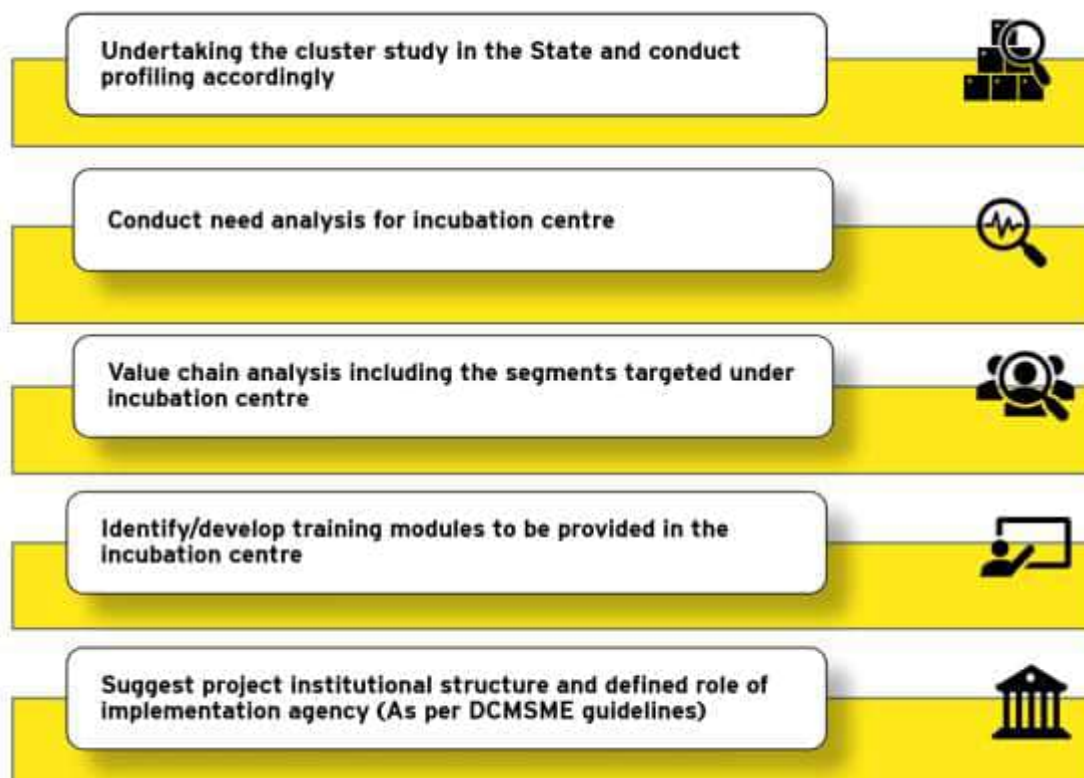 Undertaking the cluster study in the State and conduct
profiling accordingly
Conduct need analysis for incubation centre
Value chain analysis including the segments targeted under
incubation centre
Identify/develop training modules to be provided in the
incubation centre
Suggest project institutional structure and defined role of
implementation agency (As per DCMSME guidelines)